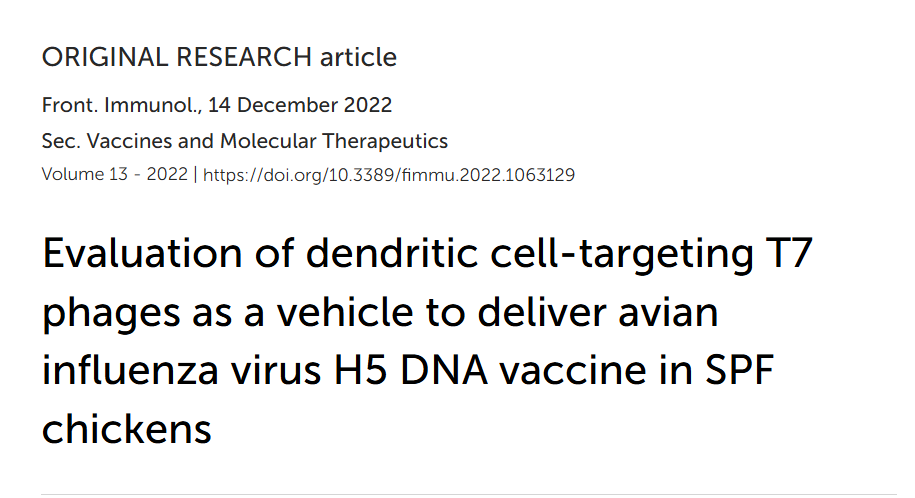 ORIGINAL RESEARCH article
Front. Immunol., 14 December 2022
Sec. Vaccines and Molecular Therapeutics
Volume 13 - 2022 | https://doi.org/10.3389/fimmu.2022.1063129
Evaluation of dendritic cell-targeting T7
phages as a vehicle to deliver avian
influenza virus H5 DNA vaccine in SPF
chickens